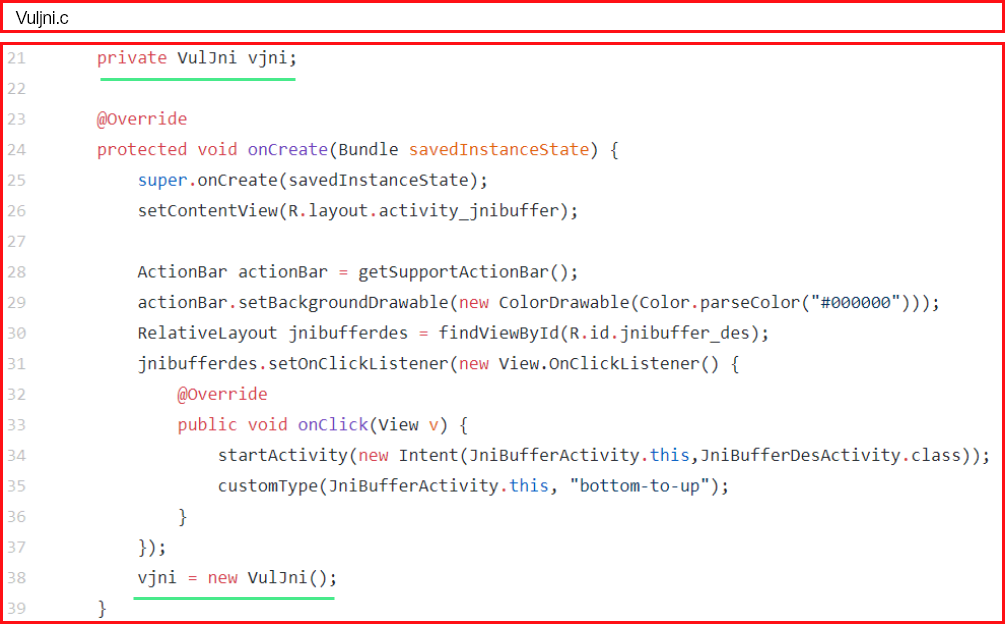 Vuljni.c
21 private VulJni vjni;
22
23 @Override
24 protected void onCreate(Bundle savedInstanceState) {
25 super.onCreate(savedInstanceState);
26 setContentView(R.layout.activity_jnibuffer);
27
28 ActionBar actionBar = getSupportActionBar();
29 actionBar.setBackgroundDrawable(new ColorDrawable(Color.parseColor("#000000")));
30 RelativeLayout jnibufferdes = findViewById(R.id.jnibuffer_des);
31 jnibufferdes.setOnClickListener(new View.OnClickListener() {
32 @Override
33 public void onClick(View v) {
34 startActivity(new Intent(JniBufferActivity.this,JniBufferDesActivity.class));
35 customType(JniBufferActivity.this, "bottom-to-up");
36 }
37 });
38 vjni = new VulJni();
39 }